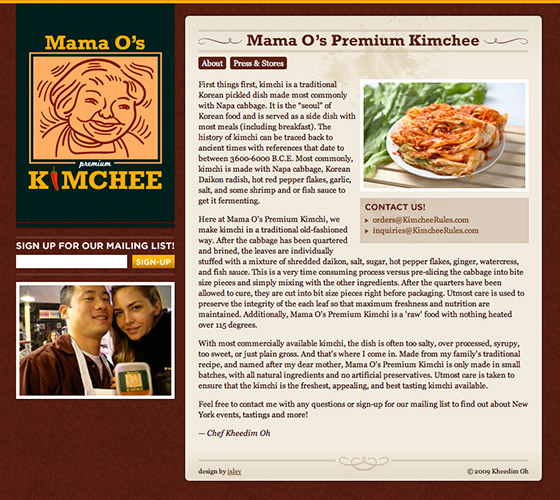 Mama O's
premium
KIMCHEE
SIGN UP FOR OUR MAILING LIST!
SIGN-UP
Mama O's Premium Kimchee
About
Press & Stores
First things first, kimchi is a traditional
Korean pickled dish made most commonly
with Napa cabbage. It is the "seoul" of
Korean food and is served as a side dish with
most meals (including breakfast). The
history of kimchi can be traced back to
ancient times with references that date to
between 3600-6000 B.C.E. Most commonly,
kimchi is made with Napa cabbage, Korean
Daikon radish, hot red pepper flakes, garlic,
salt, and some shrimp and or fish sauce to
get it fermenting.
CONTACT US!
orders@KimcheeRules.com
inquiries@KimcheeRules.com
Here at Mama O's Premium Kimchi, we
make kimchi in a traditional old-fashioned
way. After the cabbage has been quartered
and brined, the leaves are individually
stuffed with a mixture of shredded daikon, salt, sugar, hot pepper flakes, ginger, watercress,
and fish sauce. This is a very time consuming process versus pre-slicing the cabbage into bite
size pieces and simply mixing with the other ingredients. After the quarters have been
allowed to cure, they are cut into bit size pieces right before packaging. Utmost care is used to
preserve the integrity of the each leaf so that maximum freshness and nutrition are
maintained. Additionally, Mama O's Premium Kimchi is a 'raw' food with nothing heated
over 115 degrees.
With most commercially available kimchi, the dish is often too salty, over processed, syrupy,
too sweet, or just plain gross. And that's where I come in. Made from my family's traditional
recipe, and named after my dear mother, Mama O's Premium Kimchi is only made in small
batches, with all natural ingredients and no artificial preservatives. Utmost care is taken to
ensure that the kimchi is the freshest, appealing, and best tasting kimchi available.
Feel free to contact me with any questions or sign-up for our mailing list to find out about New
York events, tastings and more!
— Chef Kheedim Oh
design by ixlev
© 2009 Kheedim Oh